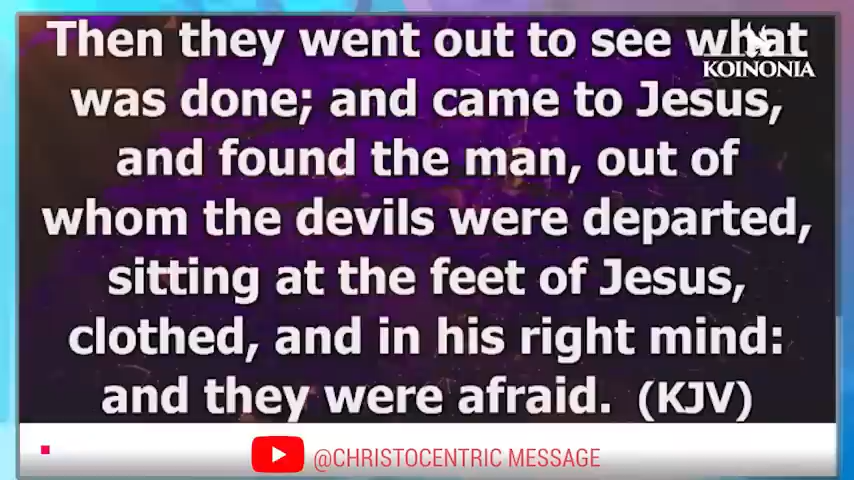 Then they went out to see what
KOINONIA
was done; and came to Jesus,
and found the man, out of
whom the devils were departed,
sitting at the feet of Jesus,
clothed, and in his right mind:
and they were afraid. (KJV)
@CHRISTOCENTRIC MESSAGE